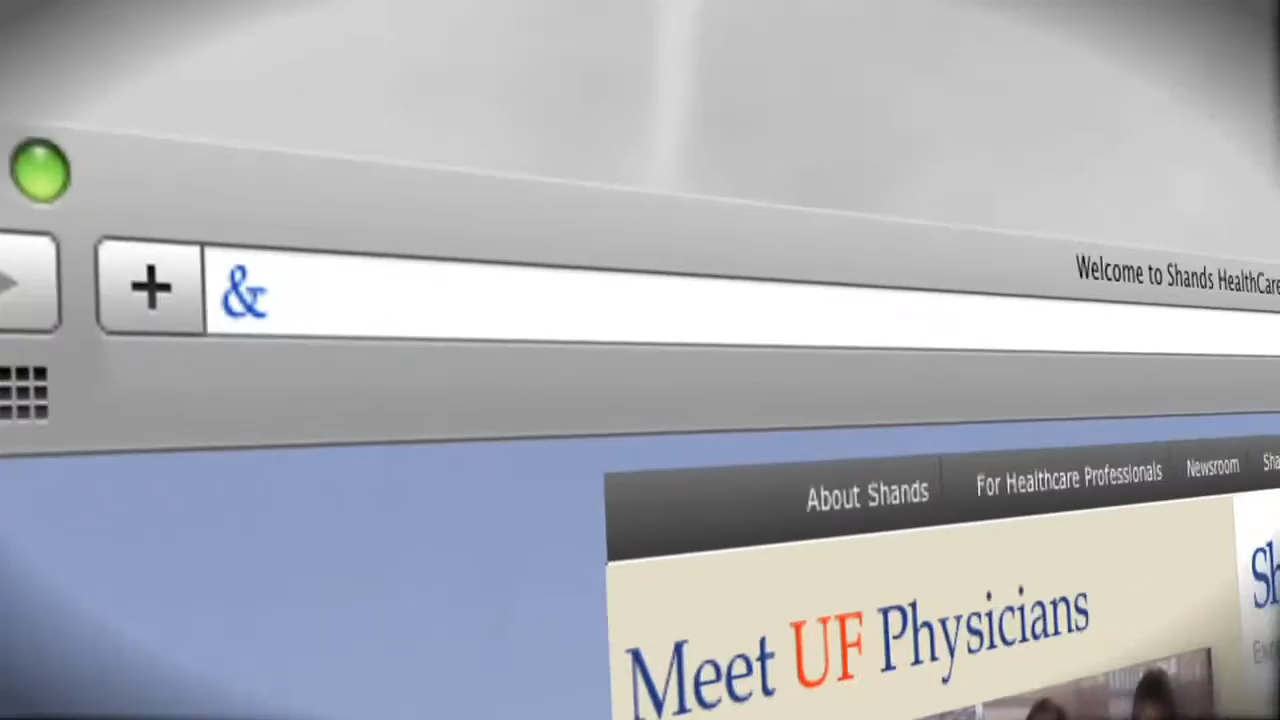 Welcome to Shands HealthCare
+ &
About Shands For Healthcare Professionals Newsroom
Meet UF Physicians